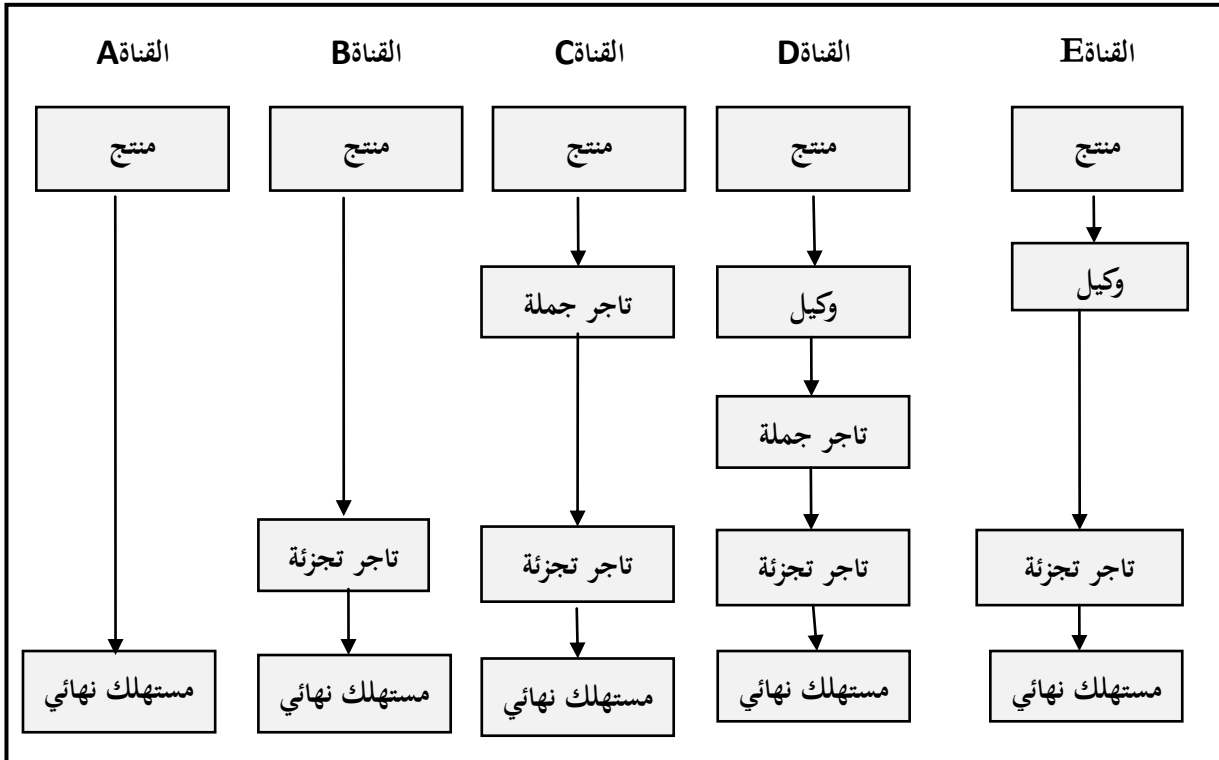 القناةA
القناةB
القناةC
القناةD
القناةE
منتج
منتج
منتج
منتج
منتج
وكيل
تاجر جملة
وكيل
تاجر جملة
تاجر تجزئة
تاجر تجزئة
تاجر تجزئة
تاجر تجزئة
مستهلك نهائي
مستهلك نهائي
مستهلك نهائي
مستهلك نهائي
مستهلك نهائي